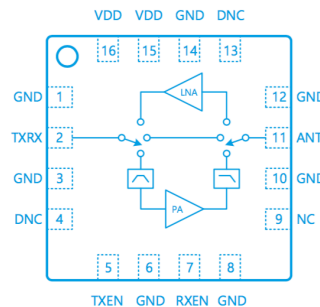 VDD VDD GND DNC
16 15 14 13
LNA
GND 1 12 GND
TXRX 2 11 ANT
GND 3 10 GND
DNC 4 9 NC
PA
5 6 7 8
TXEN GND RXEN GND